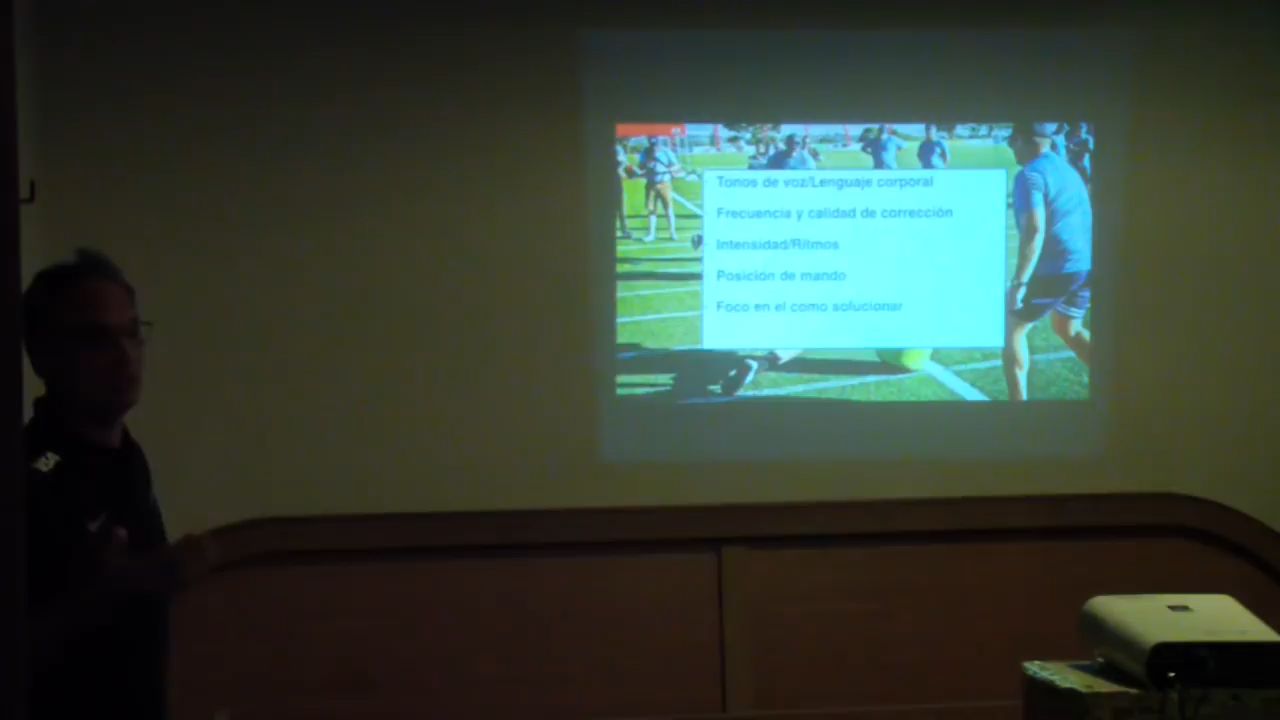 Tonos de voz/Lenguaje corporal
Frecuencia y calidad de corrección
Intensidad/Ritmos
Posición de mando
Foco en el como solucionar